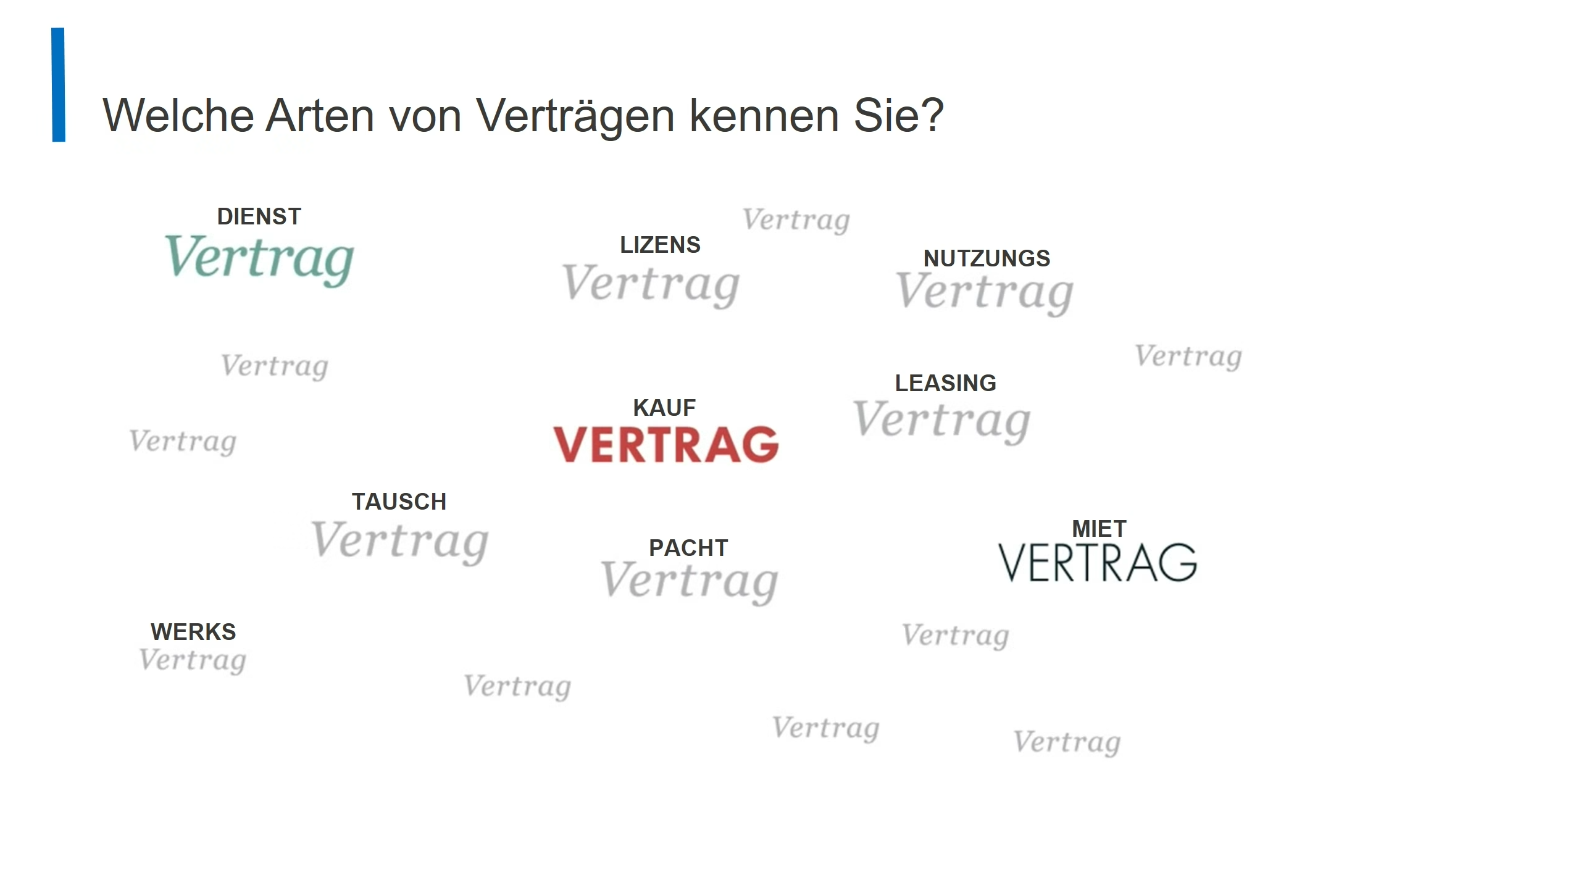 Welche Arten von Verträgen kennen Sie?
DIENST
Vertrag
Vertrag
LIZENS
Vertrag
NUTZUNGS
Vertrag
Vertrag
Vertrag
LEASING
Vertrag
KAUF
VERTRAG
Vertrag
TAUSCH
Vertrag
PACHT
Vertrag
MIET
VERTRAG
WERKS
Vertrag
Vertrag
Vertrag
Vertrag
Vertrag